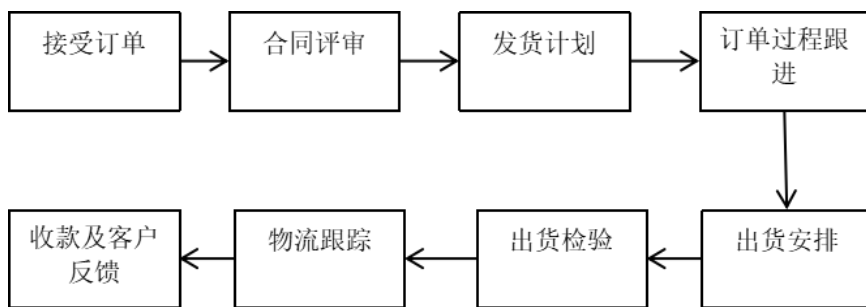 接受订单
合同评审
发货计划
订单过程跟
进
出货安排
出货检验
物流跟踪
收款及客户
反馈